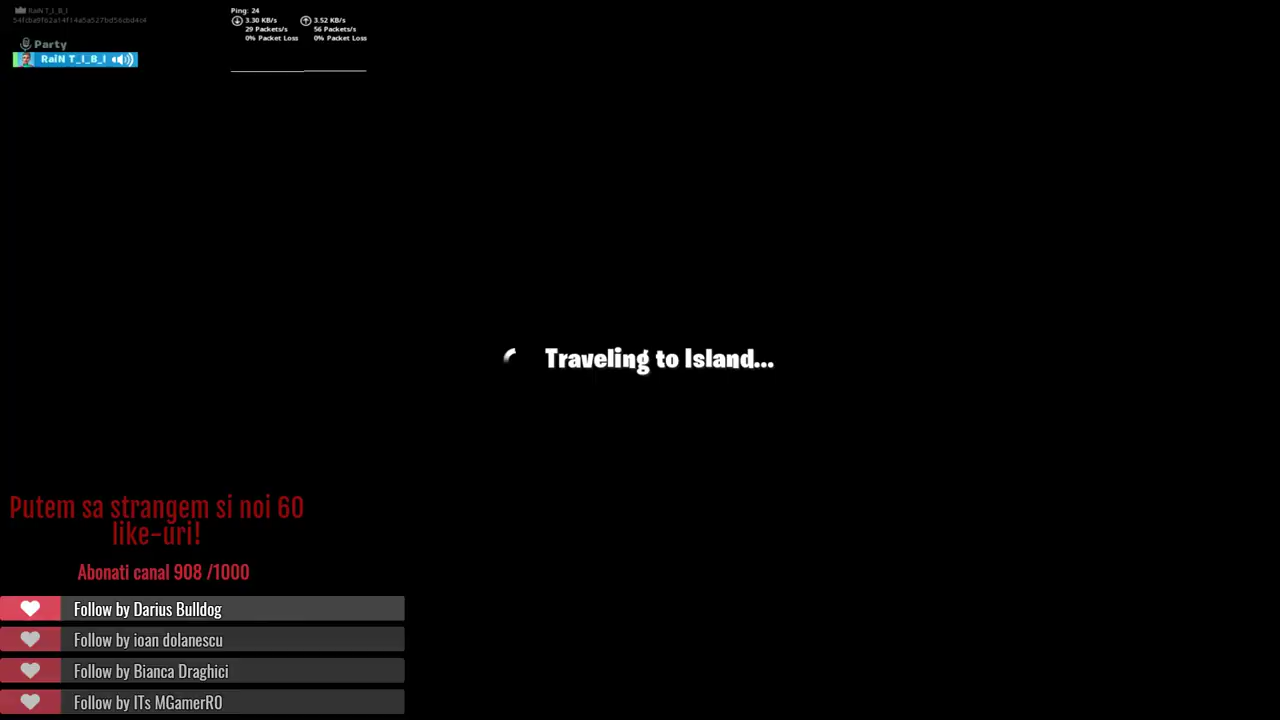 RaiN T_I_B_I
Party
RaiN T_I_B_I
Ping: 24
3.30 KB/s
3.52 KB/s
29 Packets/s
56 Packets/s
0% Packet Loss
0% Packet Loss
Traveling to Island...
Putem sa strangem si noi 60
like-uri!
Abonati canal 908 /1000
Follow by Darius Bulldog
Follow by ioan dolanescu
Follow by Bianca Draghici
Follow by ITs MGamerRO